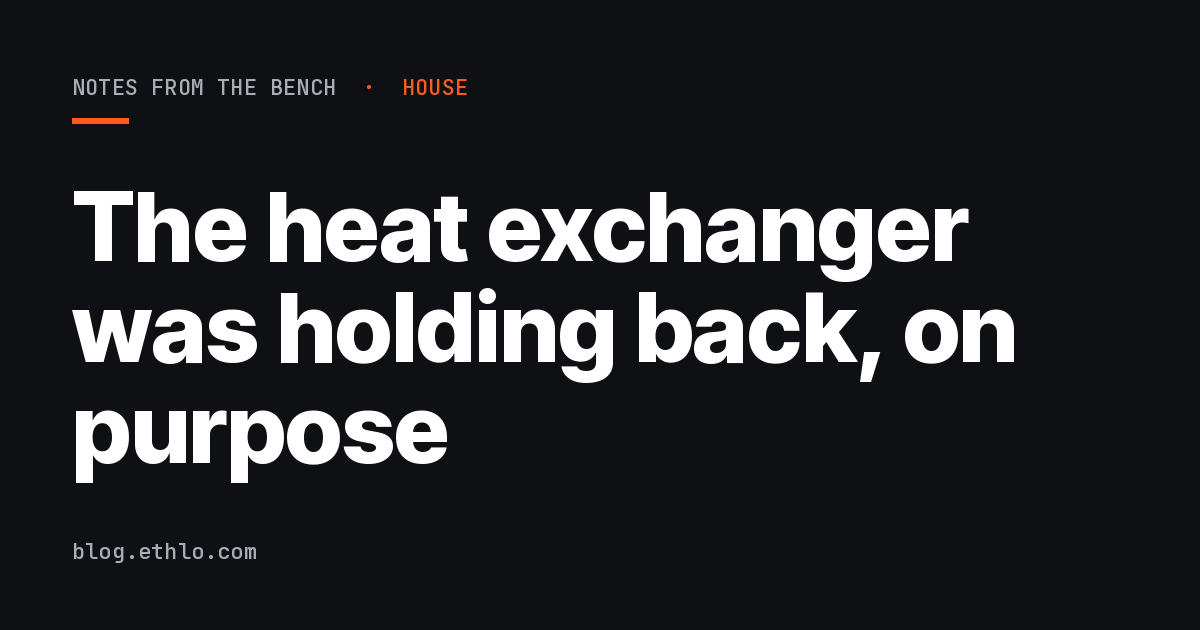 NOTES FROM THE BENCH · HOUSE
The heat exchanger
was holding back, on
purpose
blog.ethlo.com